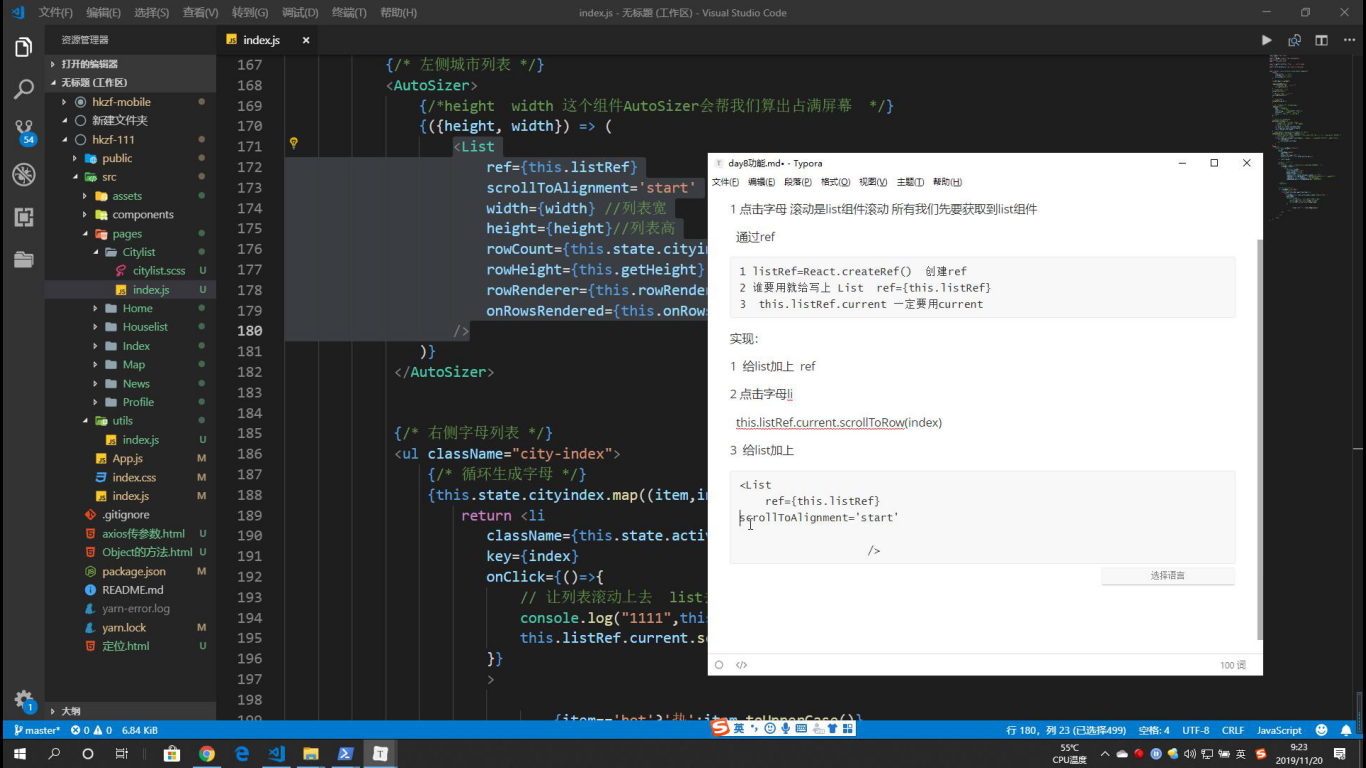 文件(F) 编辑(E) 选择(S) 查看(V) 转到(G) 调试(D) 终端(T) 帮助(H)
index.js - 无标题 (工作区) - Visual Studio Code
资源管理器
打开的编辑器
无标题 (工作区)
hkzf-mobile
新建文件夹
hkzf-111
public
src
assets
components
pages
Citylist
citylist.scss U
index.js U
Home
Houselist
Index
Map
News
Profile
utils
index.js U
App.js M
index.css M
index.js M
.gitignore
axios传参数.html U
Object的方法.html U
package.json M
README.md
yarn-error.log
yarn.lock M
定位.html U
大纲
54
1
index.js
167 {/* 左侧城市列表 */}
168 <AutoSizer>
169 {/*height width 这个组件AutoSizer会帮我们算出占满屏幕 */}
170 {({height, width}) => (
171 <List
172 ref={this.listRef}
173 scrollToAlignment='start'
174 width={width} //列表宽
175 height={height}//列表高
176 rowCount={this.state.cityin
177 rowHeight={this.getHeight}
178 rowRenderer={this.rowRender
179 onRowsRendered={this.onRows
180 />
181 )}
182 </AutoSizer>
183
184
185 {/* 右侧字母列表 */}
186 <ul className="city-index">
187 {/* 循环生成字母 */}
188 {this.state.cityindex.map((item,in
189 return <li
190 className={this.state.activ
191 key={index}
192 onClick={()=>{
193 // 让列表滚动上去 list
194 console.log("1111",this
195 this.listRef.current.sc
196 }}
197 >
198
199 {item=='hot'?'热':item.toUpperCase()}
day8功能.md• - Typora
文件(F) 编辑(E) 段落(P) 格式(O) 视图(V) 主题(T) 帮助(H)
1 点击字母 滚动是list组件滚动 所有我们先要获取到list组件
通过ref
1 listRef=React.createRef() 创建ref
2 谁要用就给写上 List ref={this.listRef}
3 this.listRef.current 一定要用current
实现：
1 给list加上 ref
2 点击字母li
this.listRef.current.scrollToRow(index)
3 给list加上
<List
ref={this.listRef}
scrollToAlignment='start'
/>
选择语言
100 词
master* 0 0 6.84 KiB
英
行 180，列 23 (已选择499) 空格: 4 UTF-8 CRLF JavaScript
55℃
CPU温度
英
9:23
2019/11/20